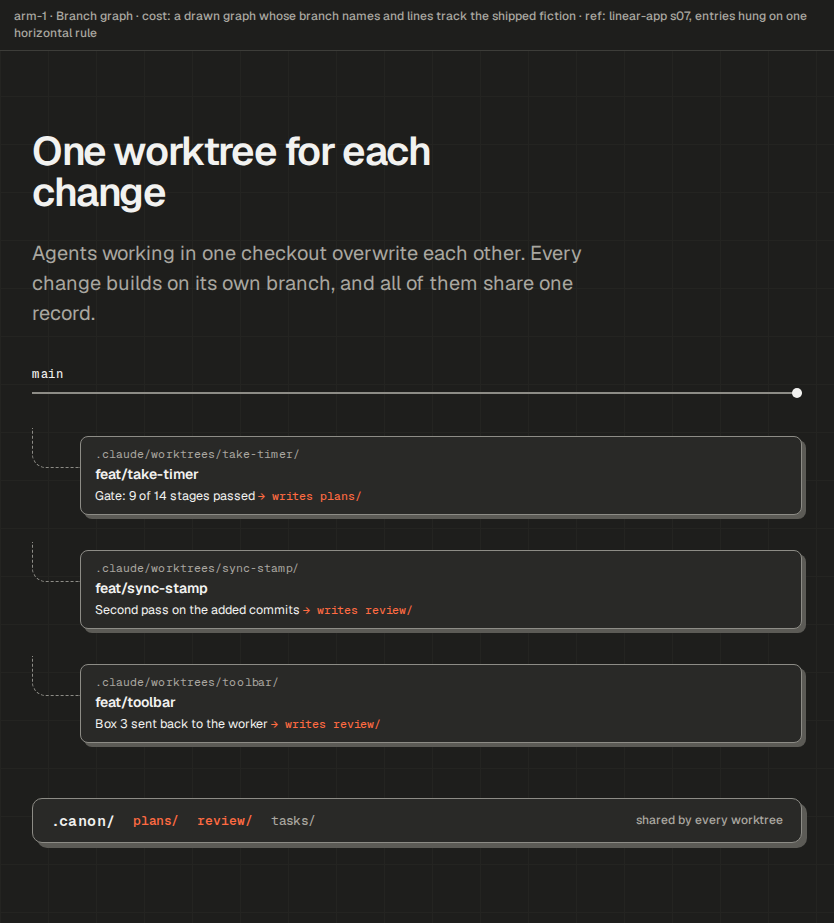 arm-1 · Branch graph · cost: a drawn graph whose branch names and lines track the shipped fiction · ref: linear-app s07, entries hung on one
horizontal rule
One worktree for each
change
Agents working in one checkout overwrite each other. Every
change builds on its own branch, and all of them share one
record.
main
.claude/worktrees/take-timer/
feat/take-timer
Gate: 9 of 14 stages passed → writes plans/
.claude/worktrees/sync-stamp/
feat/sync-stamp
Second pass on the added commits → writes review/
.claude/worktrees/toolbar/
feat/toolbar
Box 3 sent back to the worker → writes review/
.canon/ plans/ review/ tasks/ shared by every worktree